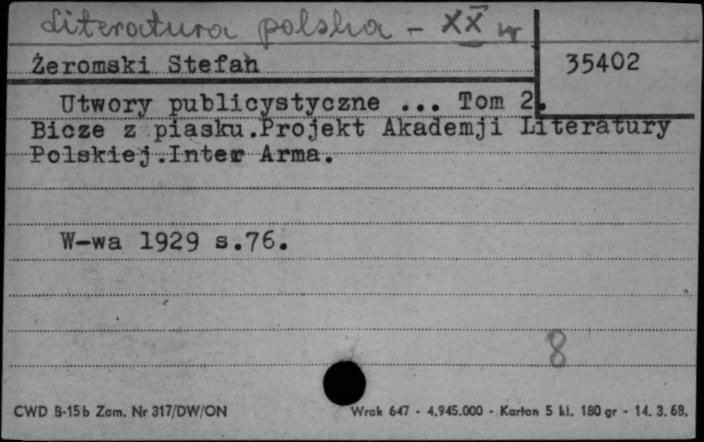 Literatura polska - XX w
Żeromski Stefan 35402
Utwory publicystyczne ... Tom 2.
Bicze z piasku.Projekt Akademji Literatury
Polskiej.Inter Arma.
W-wa 1929 s.76.
8
CWD B-15b Zam. Nr 317/DW/ON Wrak 647 - 4.945.000 - Karton 5 kl. 180 gr - 14. 3. 68.